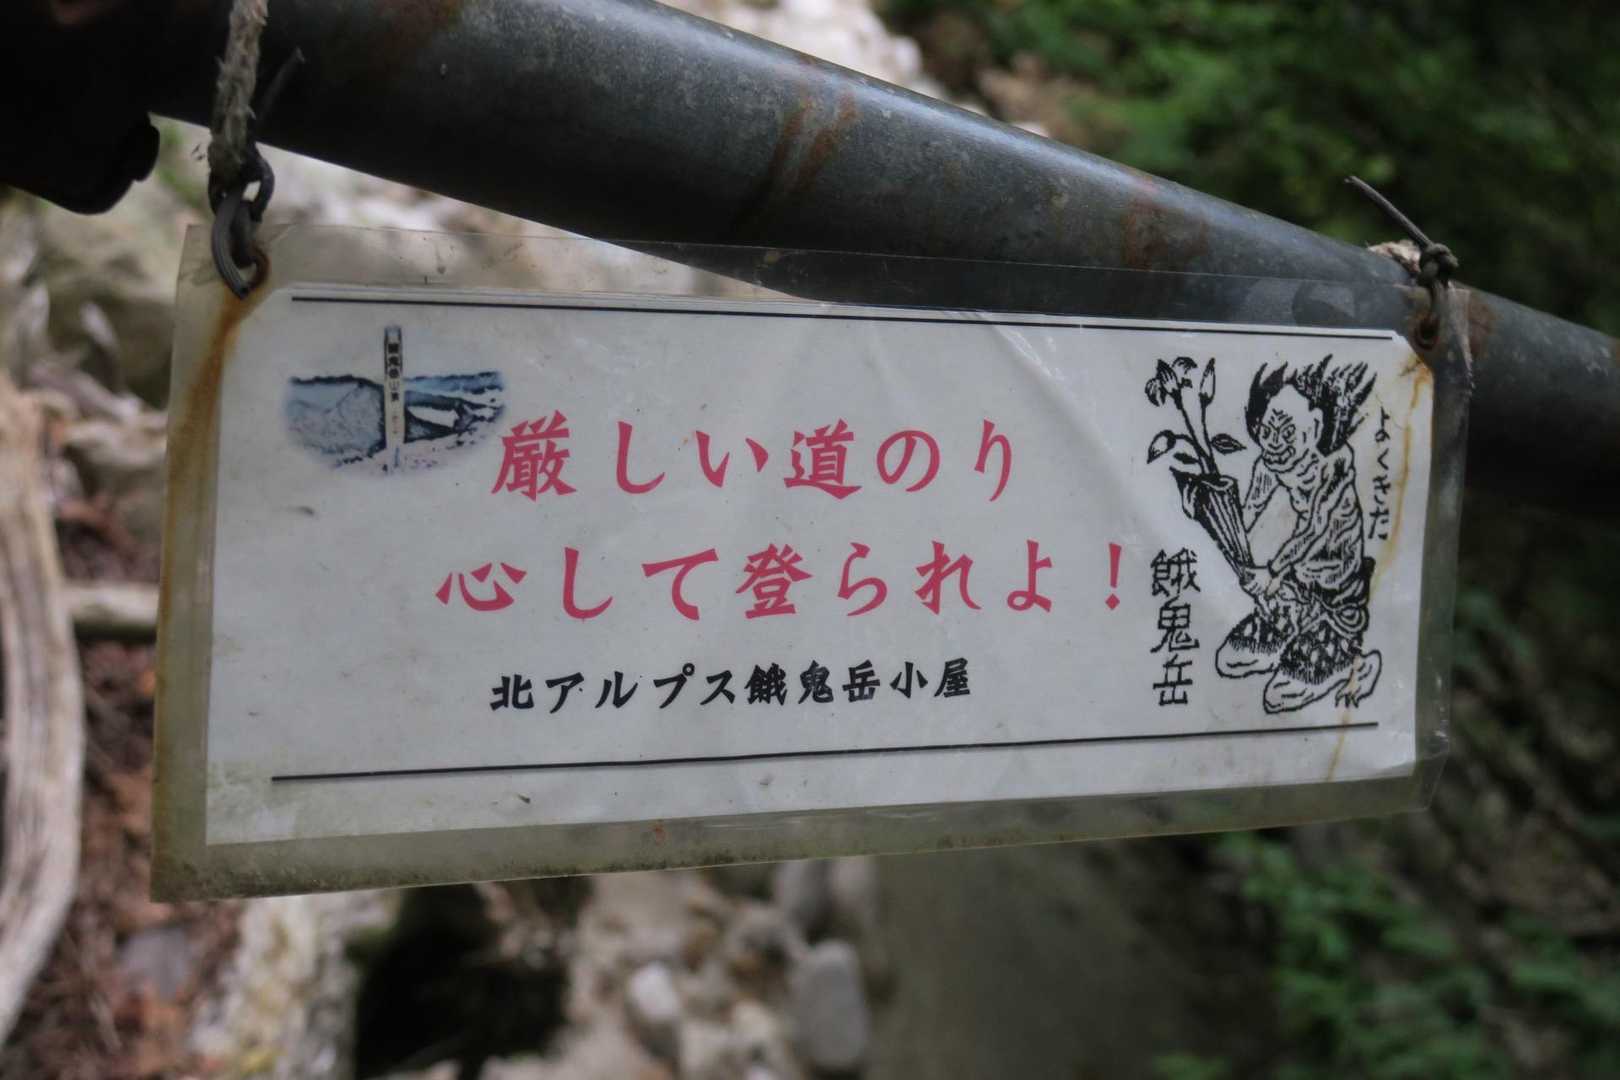 厳しい道のり
心して登られよ！
北アルプス餓鬼岳小屋
餓鬼岳
よくきただ